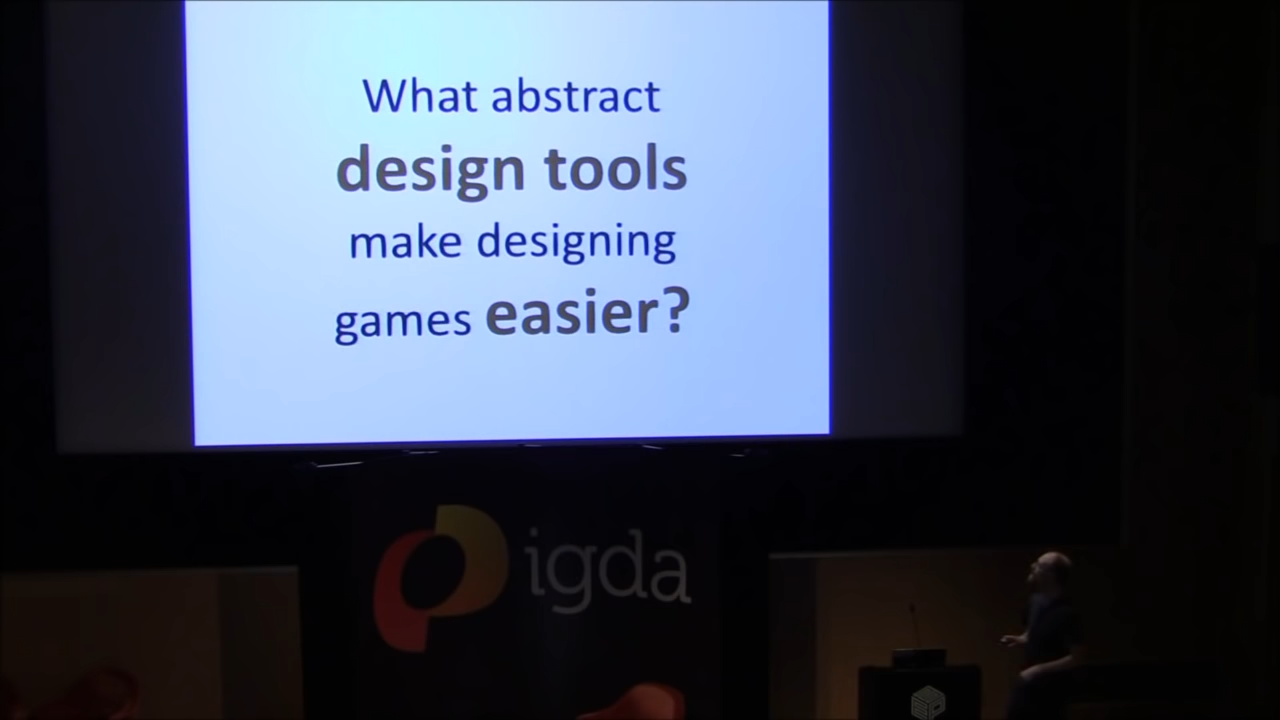 What abstract
design tools
make designing
games easier?
igda